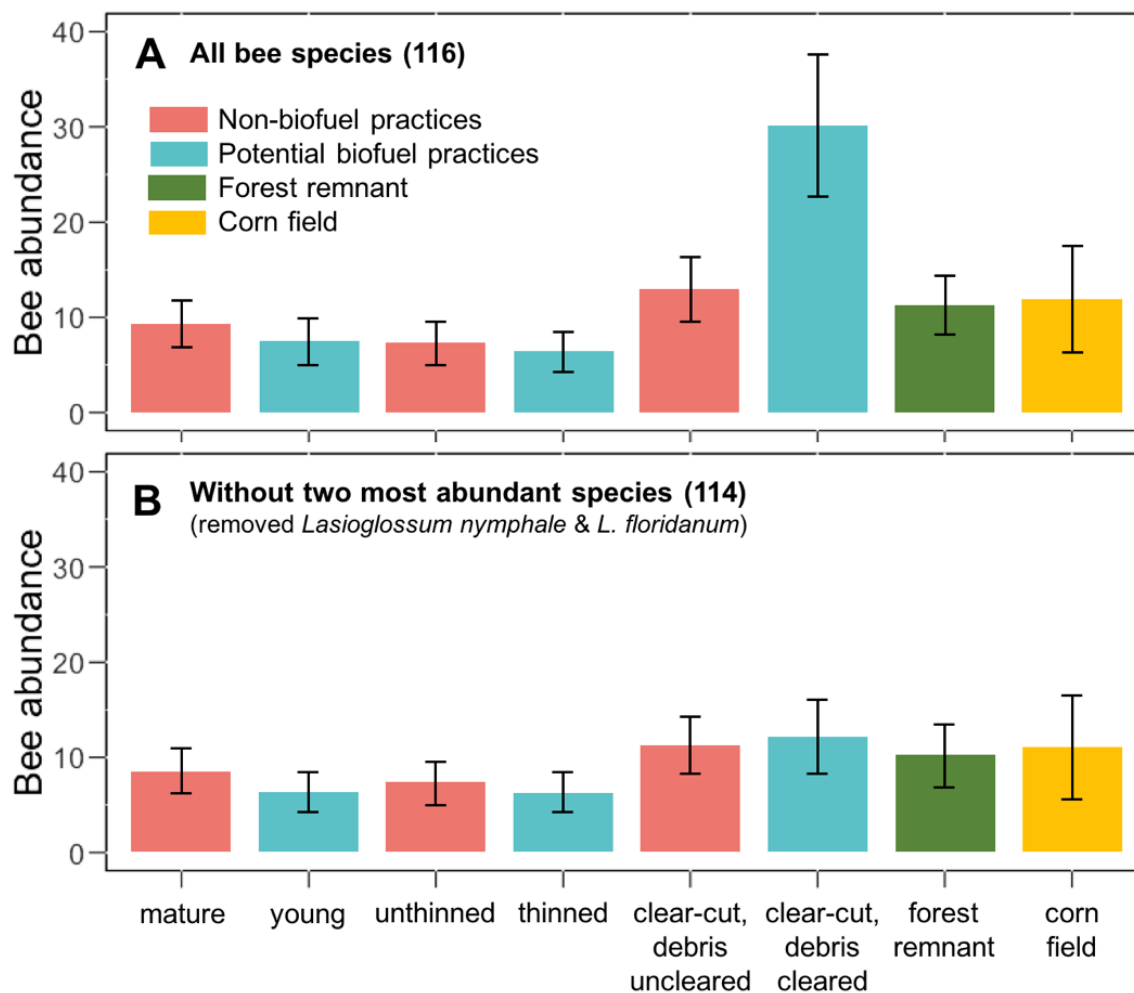 A All bee species (116)
Non-biofuel practices
Potential biofuel practices
Forest remnant
Corn field
Bee abundance
40
30
20
10
0
B Without two most abundant species (114)
(removed Lasioglossum nymphale & L. floridanum)
Bee abundance
40
30
20
10
0
mature young unthinned thinned clear-cut, clear-cut, forest corn
debris debris remnant field
uncleared cleared